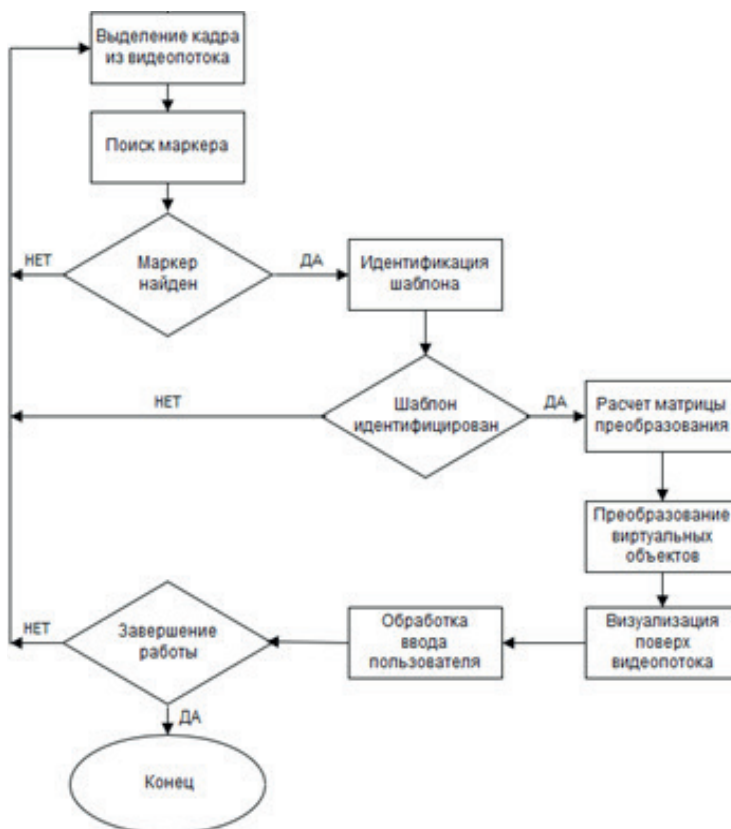 Выделение кадра
из видеопотока
Поиск маркера
НЕТ
Маркер
найден
ДА
Идентификация
шаблона
НЕТ
Шаблон
идентифицирован
ДА
Расчет матрицы
преобразования
Преобразование
виртуальных
объектов
Визуализация
поверх
видеопотока
Обработка
ввода
пользователя
Завершение
работы
НЕТ
ДА
Конец